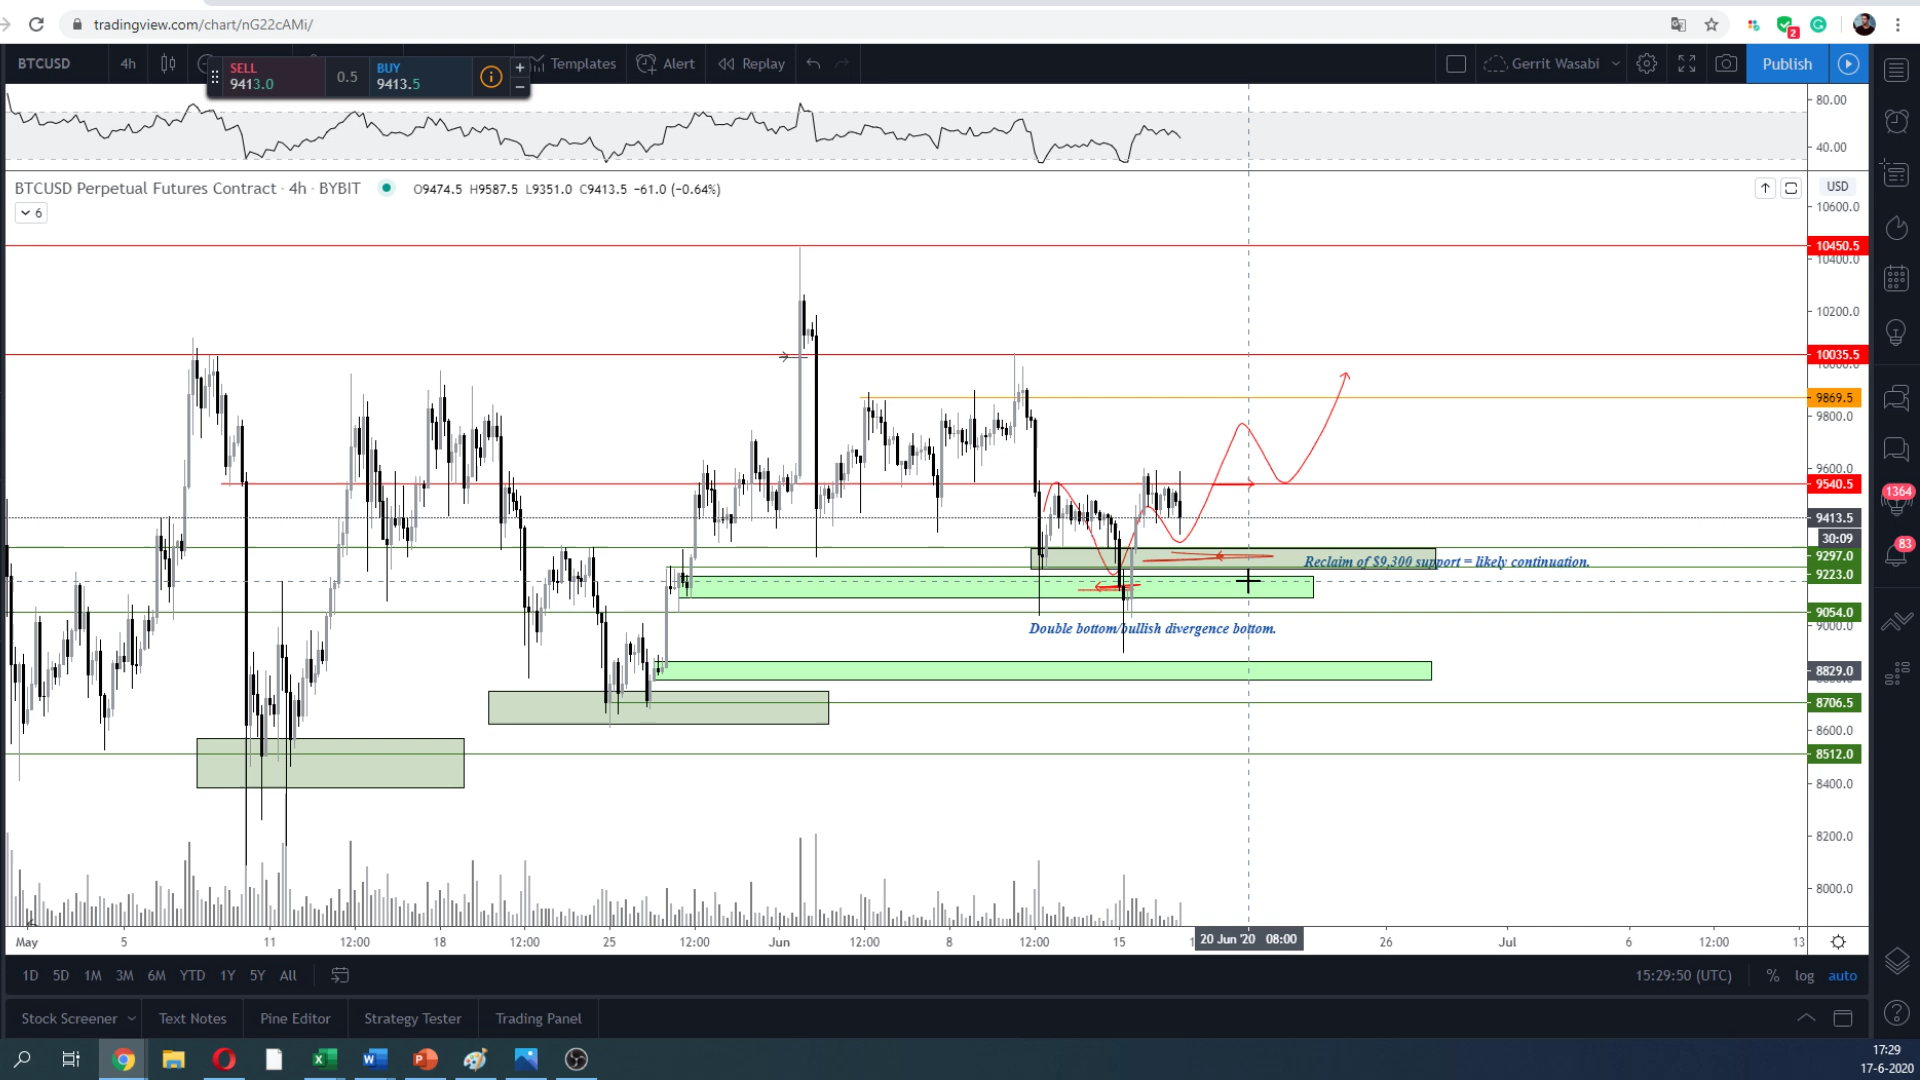 tradingview.com/chart/nG22cAMi/
2
BTCUSD
4h
SELL
9413.0
0.5
BUY
9413.5
Templates
Alert
Replay
Gerrit Wasabi
Publish
80.00
40.00
BTCUSD Perpetual Futures Contract · 4h · BYBIT
O9474.5 H9587.5 L9351.0 C9413.5 −61.0 (−0.64%)
6
USD
10600.0
10450.5
10400.0
10200.0
10035.5
9869.5
9800.0
9600.0
9540.5
9413.5
30:09
9297.0
9223.0
9054.0
9000.0
8829.0
8706.5
8600.0
8512.0
8400.0
8200.0
8000.0
1364
83
Reclaim of $9,300 support = likely continuation.
Double bottom/bullish divergence bottom.
May 5 11 12:00 18 12:00 25 12:00 Jun 12:00 8 12:00 15 20 Jun '20 08:00 26 Jul 6 12:00 13
1D 5D 1M 3M 6M YTD 1Y 5Y All
15:29:50 (UTC) % log auto
Stock Screener Text Notes Pine Editor Strategy Tester Trading Panel
17:29
17-6-2020